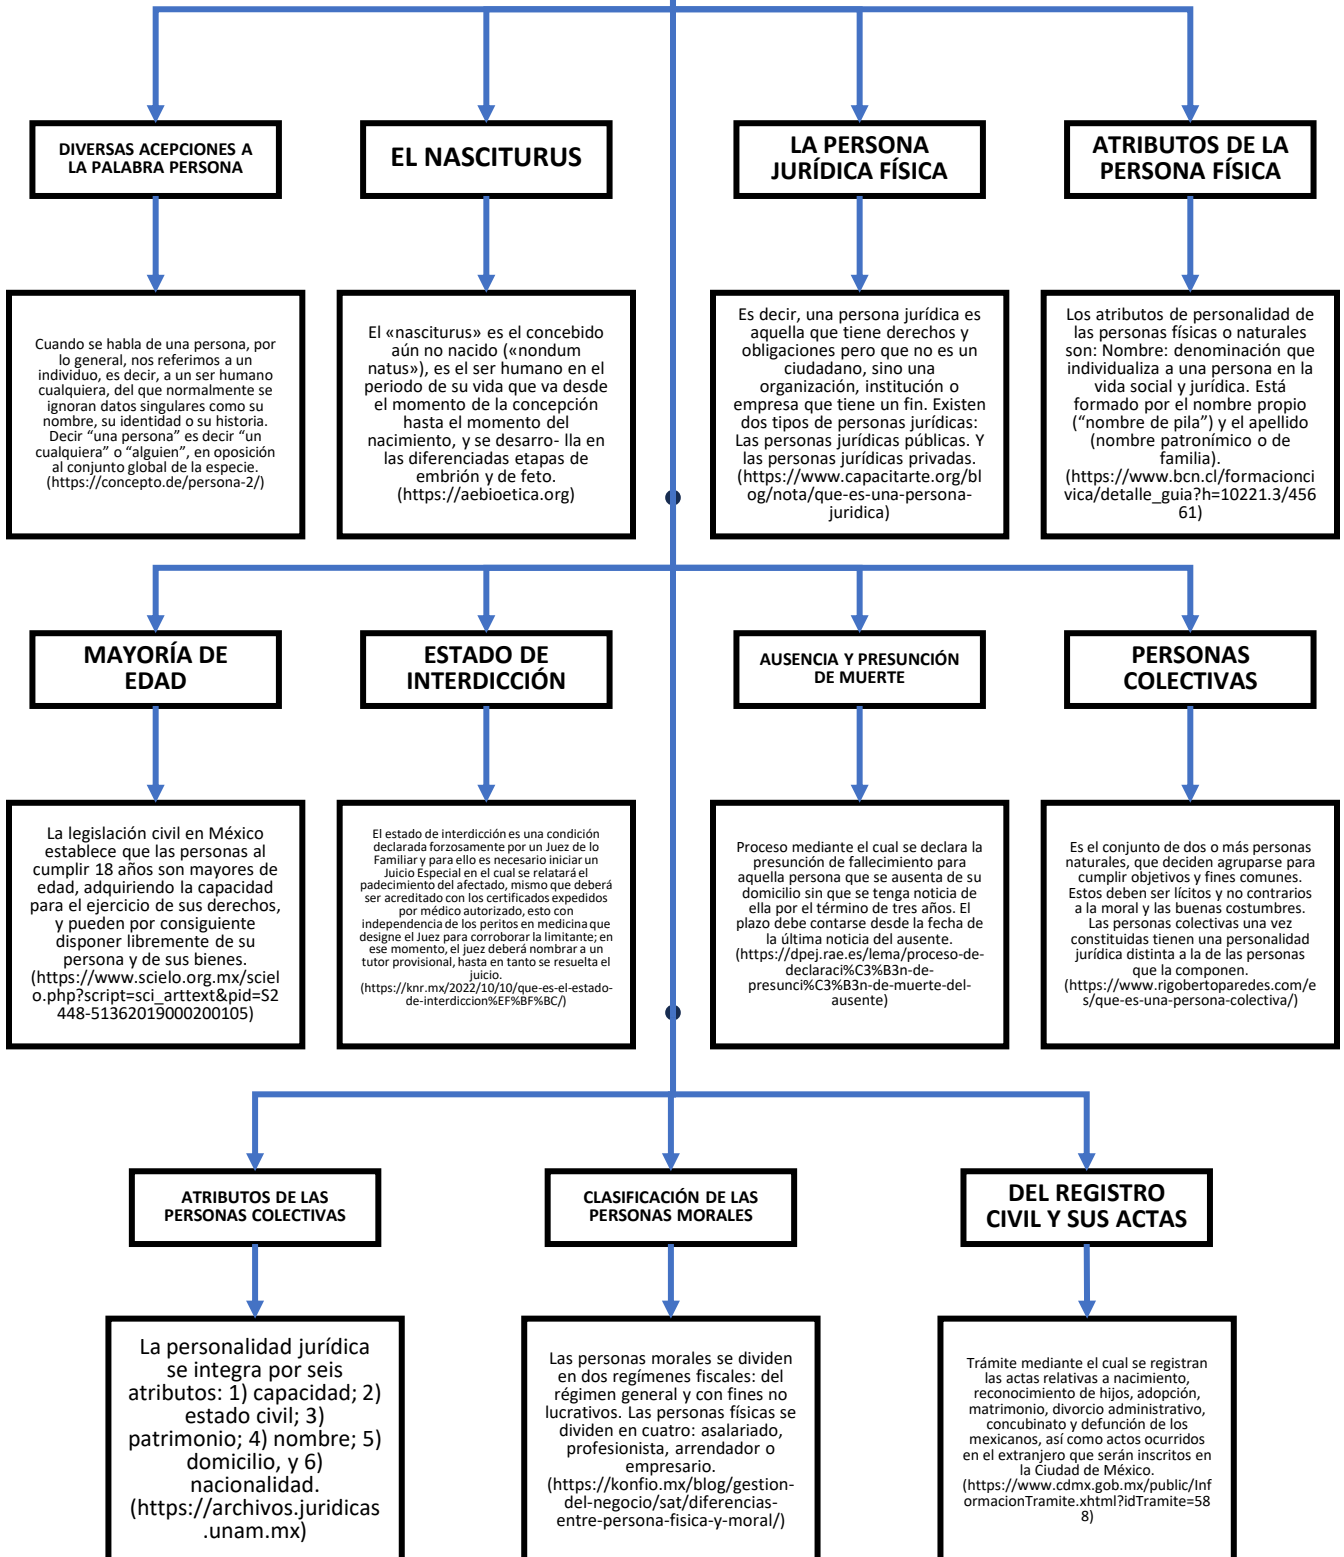 DIVERSAS ACEPCIONES A
LA PALABRA PERSONA
EL NASCITURUS
LA PERSONA
JURÍDICA FÍSICA
ATRIBUTOS DE LA
PERSONA FÍSICA
Cuando se habla de una persona, por
lo general, nos referimos a un
individuo, es decir, a un ser humano
cualquiera, del que normalmente se
ignoran datos singulares como su
nombre, su identidad o su historia.
Decir “una persona” es decir “un
cualquiera” o “alguien”, en oposición
al conjunto global de la especie.
(https://concepto.de/persona-2/)
El «nasciturus» es el concebido
aún no nacido («nondum
natus»), es el ser humano en el
periodo de su vida que va desde
el momento de la concepción
hasta el momento del
nacimiento, y se desarro- lla en
las diferenciadas etapas de
embrión y de feto.
(https://aebioetica.org)
Es decir, una persona jurídica es
aquella que tiene derechos y
obligaciones pero que no es un
ciudadano, sino una
organización, institución o
empresa que tiene un fin. Existen
dos tipos de personas jurídicas:
Las personas jurídicas públicas. Y
las personas jurídicas privadas.
(https://www.capacitarte.org/bl
og/nota/que-es-una-persona-
juridica)
Los atributos de personalidad de
las personas físicas o naturales
son: Nombre: denominación que
individualiza a una persona en la
vida social y jurídica. Está
formado por el nombre propio
(“nombre de pila”) y el apellido
(nombre patronímico o de
familia).
(https://www.bcn.cl/formacionci
vica/detalle_guia?h=10221.3/456
61)
MAYORÍA DE
EDAD
ESTADO DE
INTERDICCIÓN
AUSENCIA Y PRESUNCIÓN
DE MUERTE
PERSONAS
COLECTIVAS
La legislación civil en México
establece que las personas al
cumplir 18 años son mayores de
edad, adquiriendo la capacidad
para el ejercicio de sus derechos,
y pueden por consiguiente
disponer libremente de su
persona y de sus bienes.
(https://www.scielo.org.mx/sciel
o.php?script=sci_arttext&pid=S2
448-51362019000200105)
El estado de interdicción es una condición
declarada forzosamente por un Juez de lo
Familiar y para ello es necesario iniciar un
Juicio Especial en el cual se relatará el
padecimiento del afectado, mismo que deberá
ser acreditado con los certificados expedidos
por médico autorizado, esto con
independencia de los peritos en medicina que
designe el Juez para corroborar la limitante; en
ese momento, el juez deberá nombrar a un
tutor provisional, hasta en tanto se resuelta el
juicio.
(https://knr.mx/2022/10/10/que-es-el-estado-
de-interdiccion%EF%BF%BC/)
Proceso mediante el cual se declara la
presunción de fallecimiento para
aquella persona que se ausenta de su
domicilio sin que se tenga noticia de
ella por el término de tres años. El
plazo debe contarse desde la fecha de
la última noticia del ausente.
(https://dpej.rae.es/lema/proceso-de-
declaraci%C3%B3n-de-
presunci%C3%B3n-de-muerte-del-
ausente)
Es el conjunto de dos o más personas
naturales, que deciden agruparse para
cumplir objetivos y fines comunes.
Estos deben ser lícitos y no contrarios
a la moral y las buenas costumbres.
Las personas colectivas una vez
constituidas tienen una personalidad
jurídica distinta a la de las personas
que la componen.
(https://www.rigobertoparedes.com/e
s/que-es-una-persona-colectiva/)
ATRIBUTOS DE LAS
PERSONAS COLECTIVAS
CLASIFICACIÓN DE LAS
PERSONAS MORALES
DEL REGISTRO
CIVIL Y SUS ACTAS
La personalidad jurídica
se integra por seis
atributos: 1) capacidad; 2)
estado civil; 3)
patrimonio; 4) nombre; 5)
domicilio, y 6)
nacionalidad.
(https://archivos.juridicas
.unam.mx)
Las personas morales se dividen
en dos regímenes fiscales: del
régimen general y con fines no
lucrativos. Las personas físicas se
dividen en cuatro: asalariado,
profesionista, arrendador o
empresario.
(https://konfio.mx/blog/gestion-
del-negocio/sat/diferencias-
entre-persona-fisica-y-moral/)
Trámite mediante el cual se registran
las actas relativas a nacimiento,
reconocimiento de hijos, adopción,
matrimonio, divorcio administrativo,
concubinato y defunción de los
mexicanos, así como actos ocurridos
en el extranjero que serán inscritos en
la Ciudad de México.
(https://www.cdmx.gob.mx/public/Inf
ormacionTramite.xhtml?idTramite=58
8)